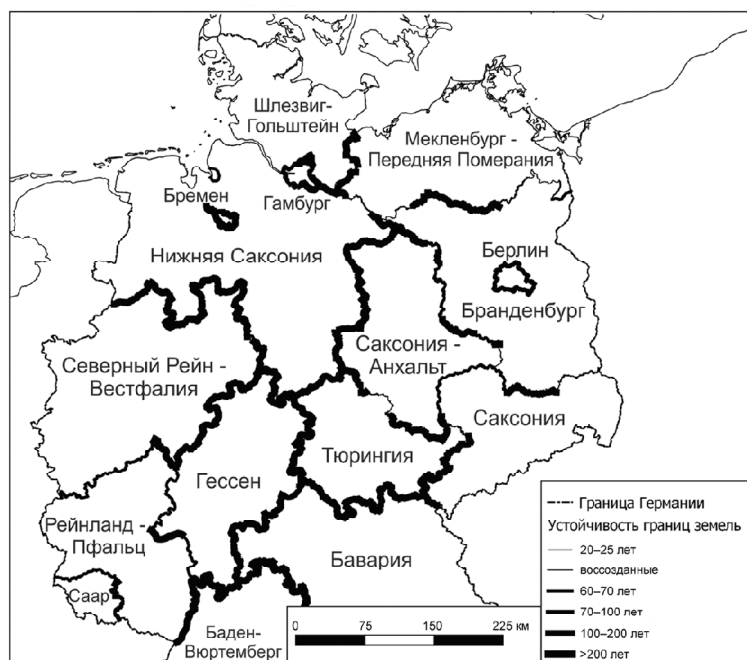 Шлезвиг-
Гольштейн
Мекленбург -
Передняя Померания
Бремен
Гамбург
Нижняя Саксония
Берлин
Бранденбург
Саксония -
Анхальт
Северный Рейн -
Вестфалия
Саксония
Тюрингия
Гессен
Рейнланд -
Пфальц
Бавария
Саар
Баден-
Вюртемберг
0 75 150 225 км
Граница Германии
Устойчивость границ земель
20–25 лет
воссозданные
60–70 лет
70–100 лет
100–200 лет
>200 лет